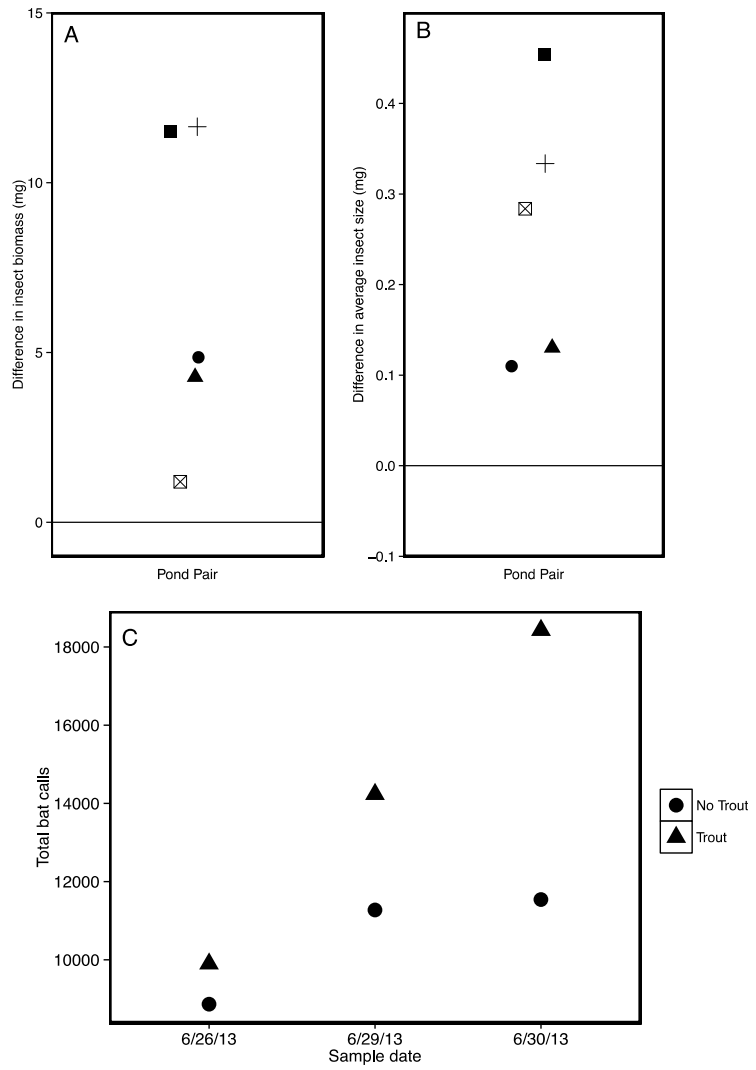 A
Difference in insect biomass (mg)
15
10
5
0
Pond Pair
B
Difference in average insect size (mg)
0.4
0.3
0.2
0.1
0.0
−0.1
Pond Pair
C
Total bat calls
18000
16000
14000
12000
10000
6/26/13
6/29/13
6/30/13
Sample date
No Trout
Trout